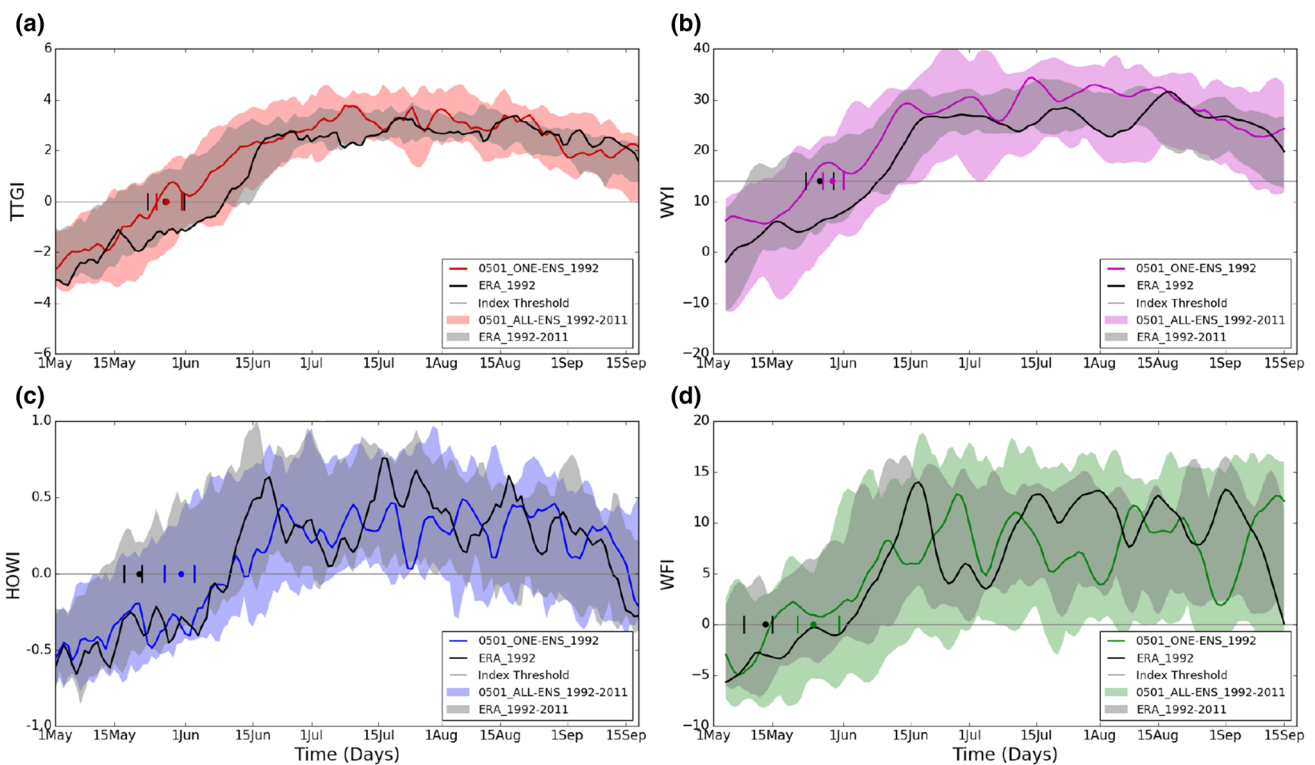 (a)
TTGI
6
4
2
0
−2
−4
−6
1May 15May 1Jun 15Jun 1Jul 15Jul 1Aug 15Aug 1Sep 15Sep
0501_ONE-ENS_1992
ERA_1992
Index Threshold
0501_ALL-ENS_1992-2011
ERA_1992-2011
(b)
WYI
40
30
20
10
0
−10
−20
1May 15May 1Jun 15Jun 1Jul 15Jul 1Aug 15Aug 1Sep 15Sep
0501_ONE-ENS_1992
ERA_1992
Index Threshold
0501_ALL-ENS_1992-2011
ERA_1992-2011
(c)
HOWI
1.0
0.5
0.0
-0.5
-1.0
1May 15May 1Jun 15Jun 1Jul 15Jul 1Aug 15Aug 1Sep 15Sep
Time (Days)
0501_ONE-ENS_1992
ERA_1992
Index Threshold
0501_ALL-ENS_1992-2011
ERA_1992-2011
(d)
WFI
20
15
10
5
0
−5
−10
1May 15May 1Jun 15Jun 1Jul 15Jul 1Aug 15Aug 1Sep 15Sep
Time (Days)
0501_ONE-ENS_1992
ERA_1992
Index Threshold
0501_ALL-ENS_1992-2011
ERA_1992-2011